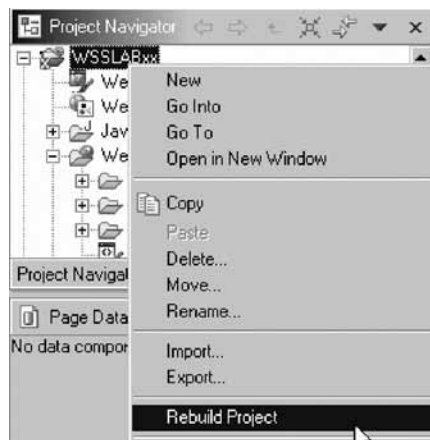 Project Navigator
WSSLABxx
We
We
Jav
We
New
Go Into
Go To
Open in New Window
Copy
Paste
Delete...
Move...
Rename...
Import...
Export...
Rebuild Project
Project Navigat
Page Data
No data compor